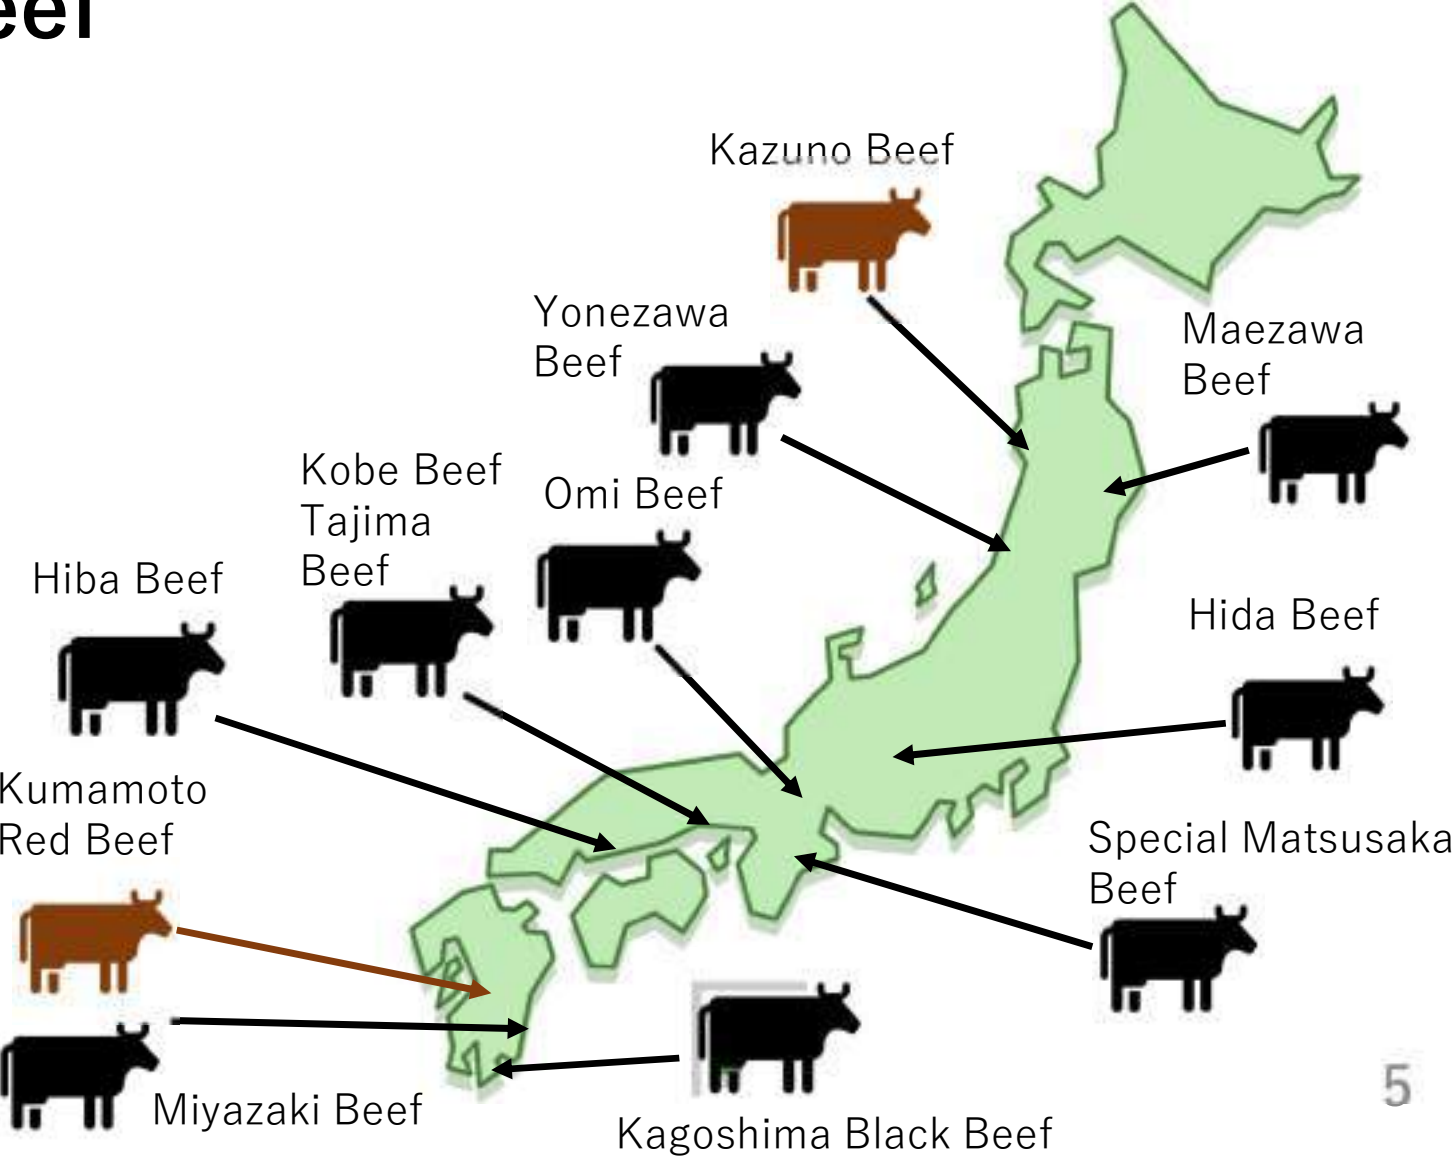 Kazuno Beef
Yonezawa
Beef
Maezawa
Beef
Kobe Beef
Tajima
Beef
Omi Beef
Hiba Beef
Hida Beef
Kumamoto
Red Beef
Special Matsusaka
Beef
Miyazaki Beef
Kagoshima Black Beef
5